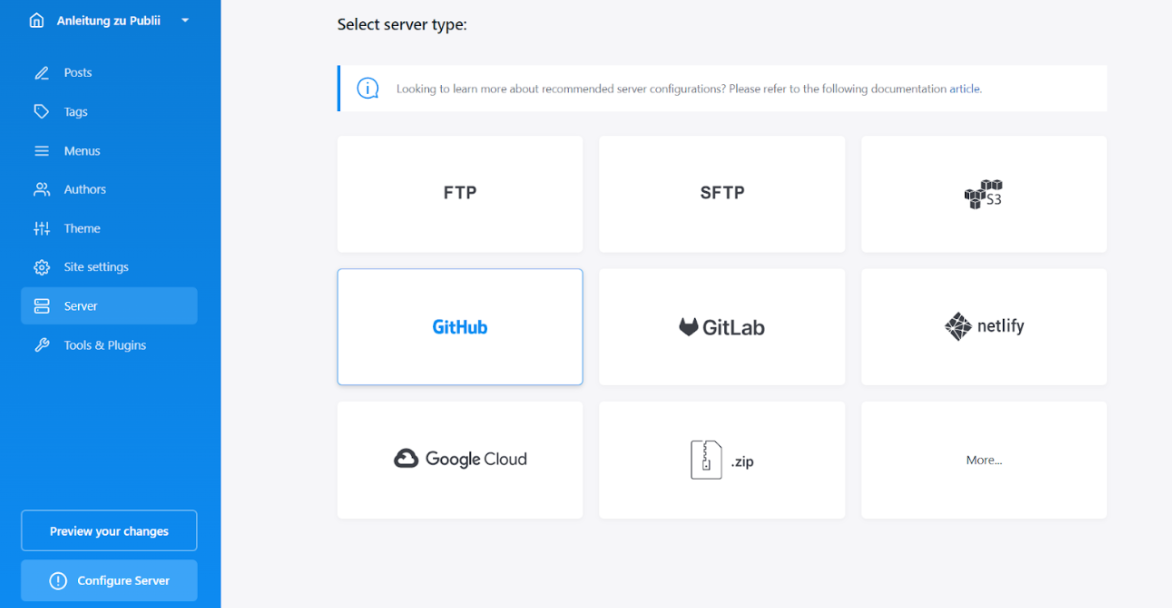 Anleitung zu Publii
Select server type:
Posts
Looking to learn more about recommended server configurations? Please refer to the following documentation article.
Tags
Menus
Authors
Theme
Site settings
Server
Tools & Plugins
FTP
SFTP
S3
GitHub
GitLab
netlify
Google Cloud
.zip
More...
Preview your changes
Configure Server